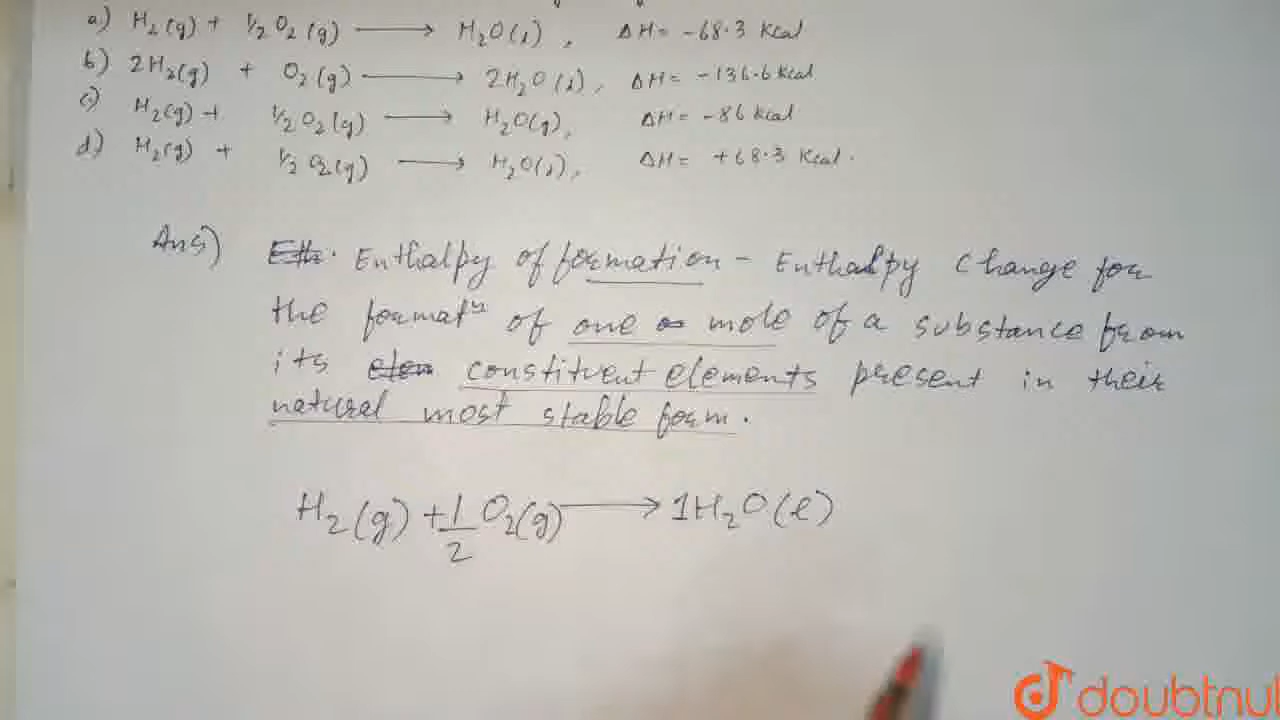 a) H₂(g) + ½ O₂(g) ⟶ H₂O(l), ΔH = -68.3 Kcal
b) 2H₂(g) + O₂(g) ⟶ 2H₂O(l), ΔH = -136.6 Kcal
c) H₂(g) + ½ O₂(g) ⟶ H₂O(g), ΔH = -86 Kcal
d) H₂(g) + ½ O₂(g) ⟶ H₂O(l), ΔH = +68.3 Kcal.
Ans) Enthalpy of formation - Enthalpy change for
the formatⁿ of one mole of a substance from
its constituent elements present in their
natural most stable form.
H₂(g) + 1/2 O₂(g) ⟶ 1H₂O(l)
doubtnut